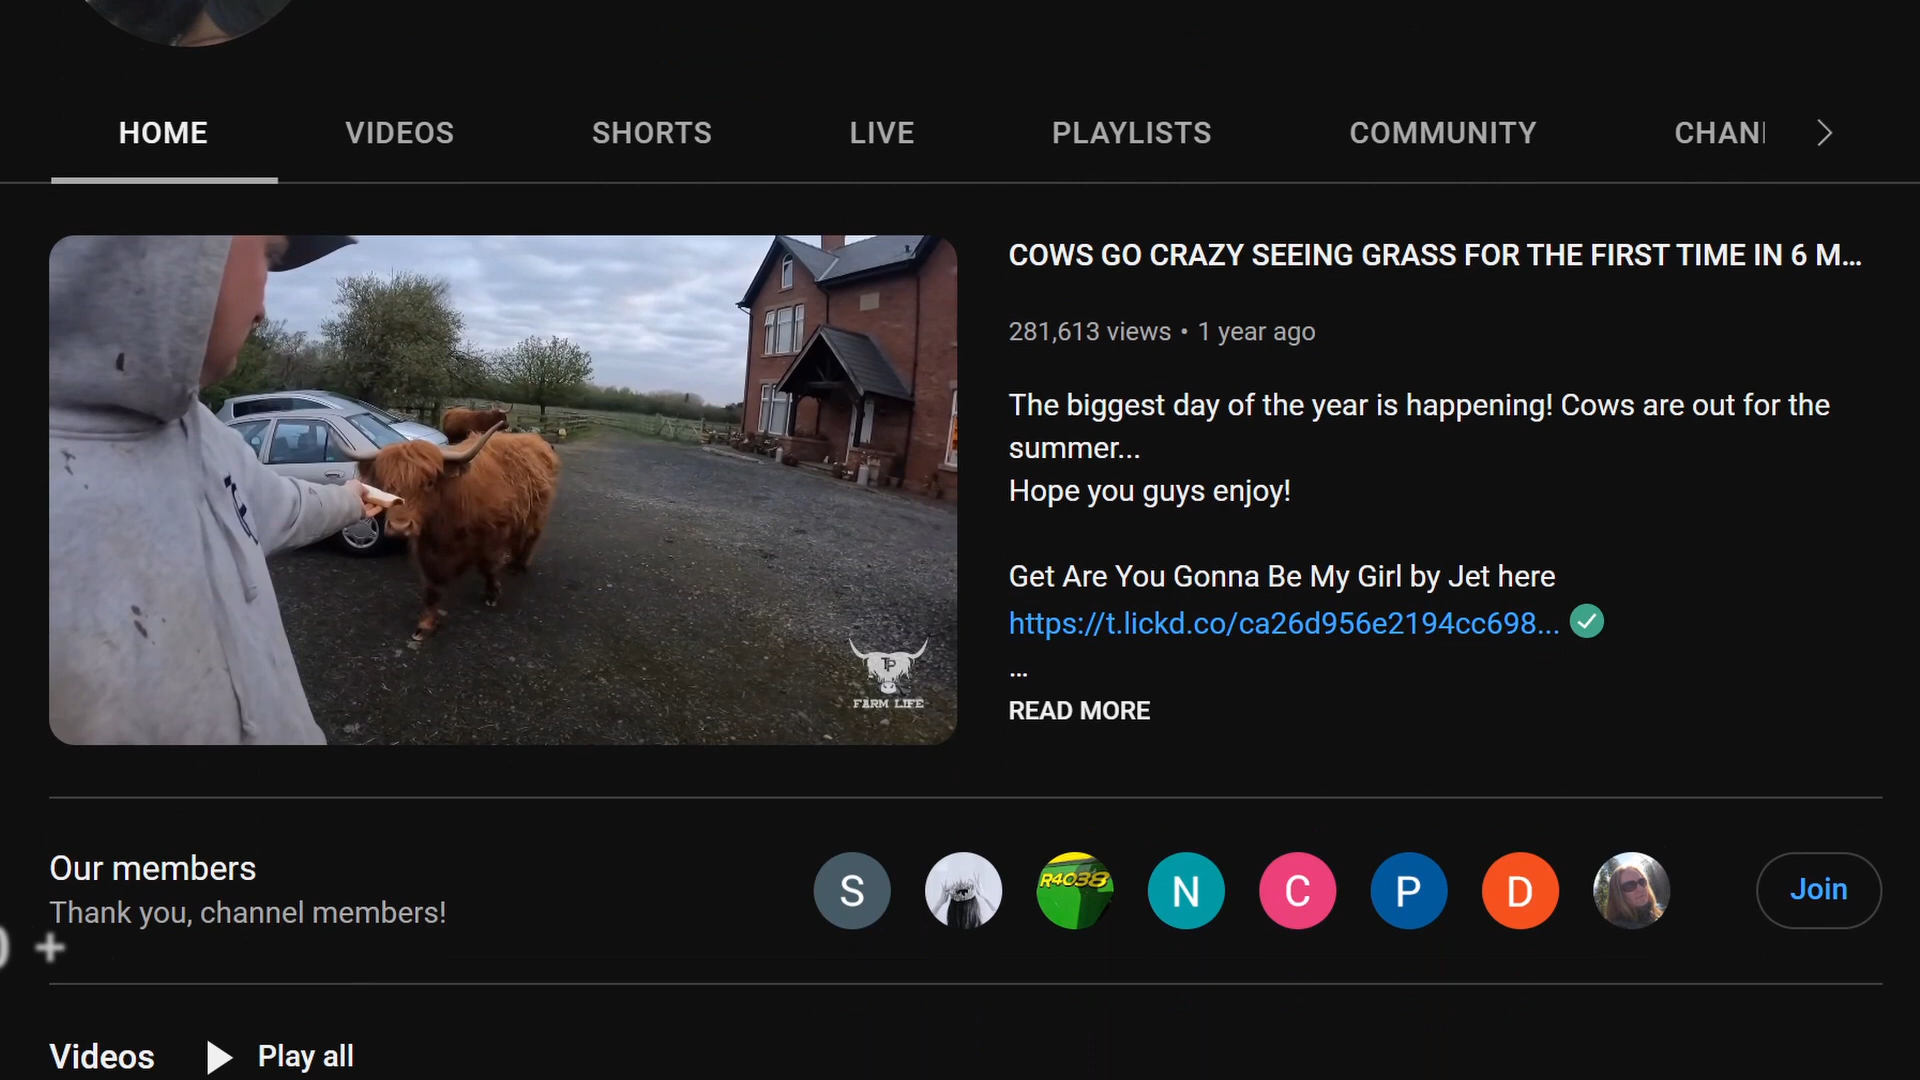 HOME VIDEOS SHORTS LIVE PLAYLISTS COMMUNITY CHAN
COWS GO CRAZY SEEING GRASS FOR THE FIRST TIME IN 6 M...
281,613 views • 1 year ago
The biggest day of the year is happening! Cows are out for the
summer...
Hope you guys enjoy!
Get Are You Gonna Be My Girl by Jet here
https://t.lickd.co/ca26d956e2194cc698...
...
READ MORE
TP
FARM LIFE
Our members
Thank you, channel members!
S
R4038
N
C
P
D
Join
+
Videos
Play all